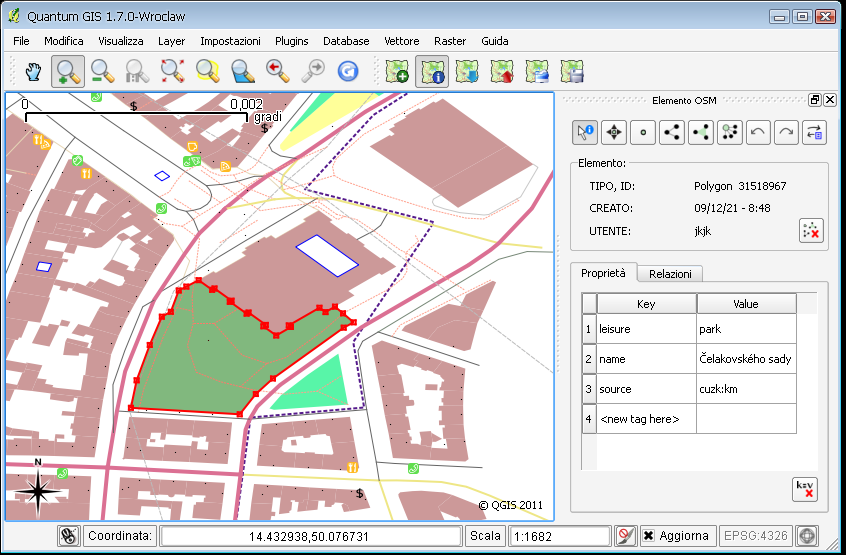 Quantum GIS 1.7.0-Wroclaw
File Modifica Visualizza Layer Impostazioni Plugins Database Vettore Raster Guida
Elemento OSM
0 0,002
gradi
Elemento:
TIPO, ID: Polygon 31518967
CREATO: 09/12/21 - 8:48
UTENTE: jkjk
Proprietà Relazioni
Key Value
1 leisure park
2 name Čelakovského sady
3 source cuzk:km
4 <new tag here>
N
© QGIS 2011
k=v
Coordinata: 14.432938,50.076731 Scala 1:1682 Aggiorna EPSG:4326